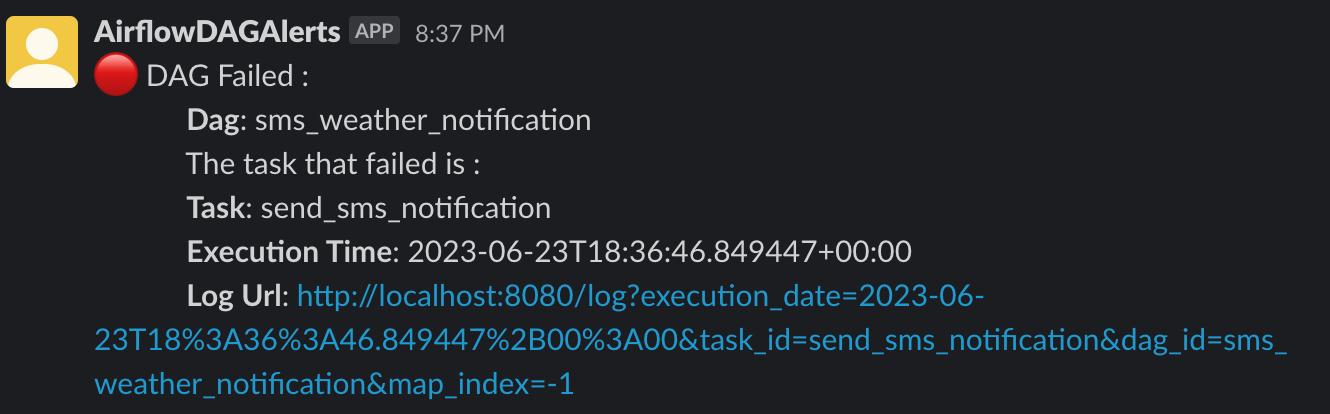 AirflowDAGAlerts APP 8:37 PM
DAG Failed :
Dag: sms_weather_notification
The task that failed is :
Task: send_sms_notification
Execution Time: 2023-06-23T18:36:46.849447+00:00
Log Url: http://localhost:8080/log?execution_date=2023-06-
23T18%3A36%3A46.849447%2B00%3A00&task_id=send_sms_notification&dag_id=sms_
weather_notification&map_index=-1